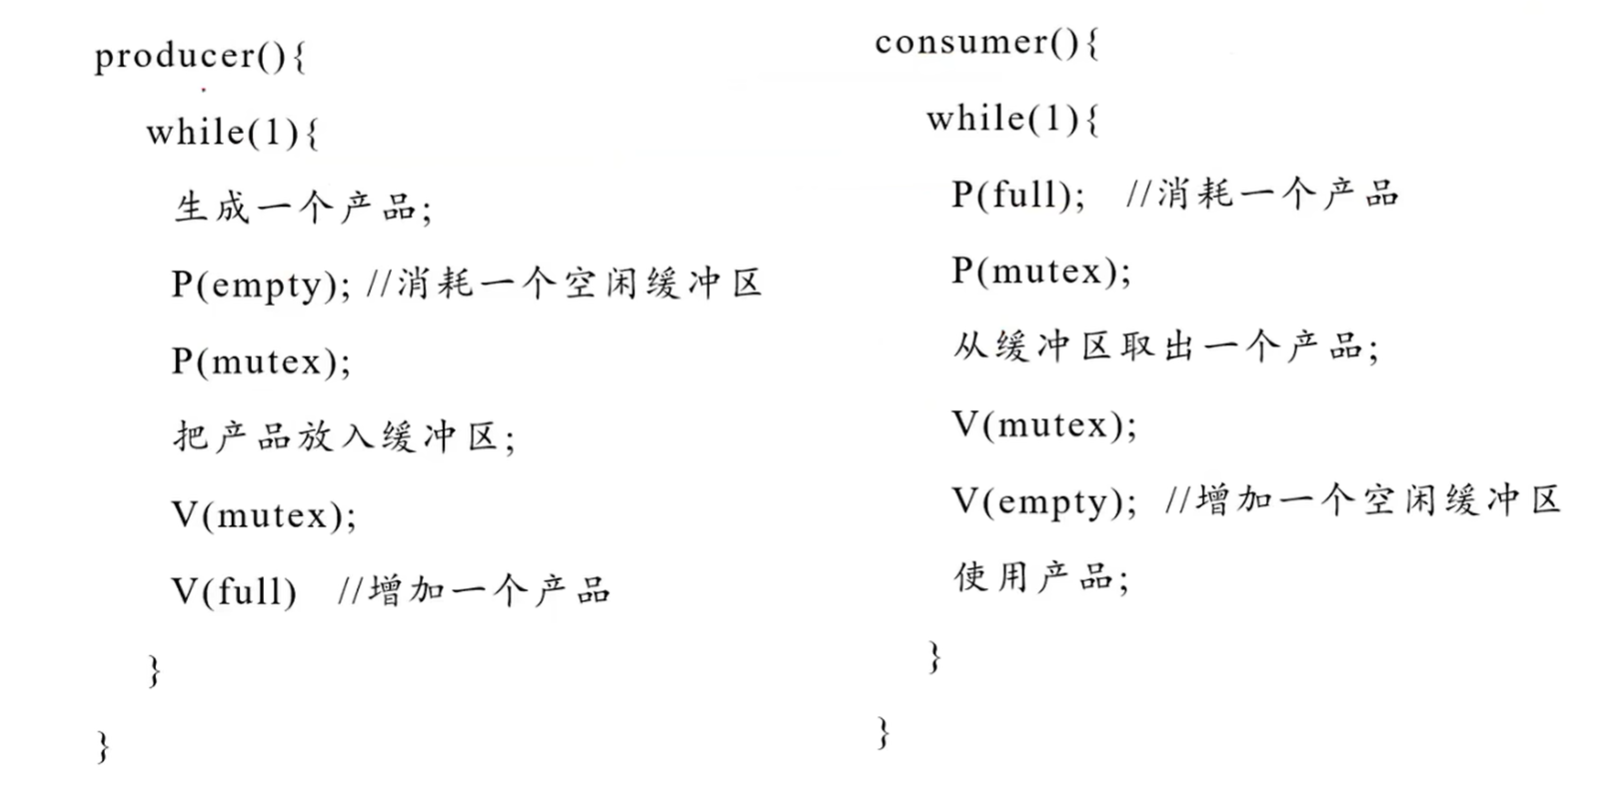 producer(){
while(1){
生成一个产品;
P(empty); //消耗一个空闲缓冲区
P(mutex);
把产品放入缓冲区;
V(mutex);
V(full) //增加一个产品
}
}
consumer(){
while(1){
P(full); //消耗一个产品
P(mutex);
从缓冲区取出一个产品;
V(mutex);
V(empty); //增加一个空闲缓冲区
使用产品;
}
}